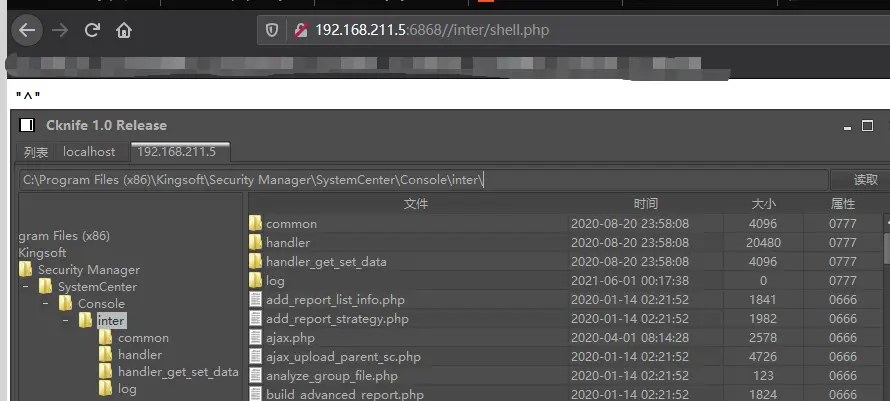 192.168.211.5:6868//inter/shell.php
"^"
Cknife 1.0 Release
列表 localhost 192.168.211.5
C:\Program Files (x86)\Kingsoft\Security Manager\SystemCenter\Console\inter\ 读取
文件 时间 大小 属性
common 2020-08-20 23:58:08 4096 0777
handler 2020-08-20 23:58:08 20480 0777
handler_get_set_data 2020-08-20 23:58:08 4096 0777
log 2021-06-01 00:17:38 0 0777
add_report_list_info.php 2020-01-14 02:21:52 1841 0666
add_report_strategy.php 2020-01-14 02:21:52 1982 0666
ajax.php 2020-04-01 08:14:28 2578 0666
ajax_upload_parent_sc.php 2020-01-14 02:21:52 4726 0666
analyze_group_file.php 2020-01-14 02:21:52 123 0666
build_advanced_report.php 2020-01-14 02:21:52 1824 0666
gram Files (x86)
Kingsoft
Security Manager
SystemCenter
Console
inter
common
handler
handler_get_set_data
log